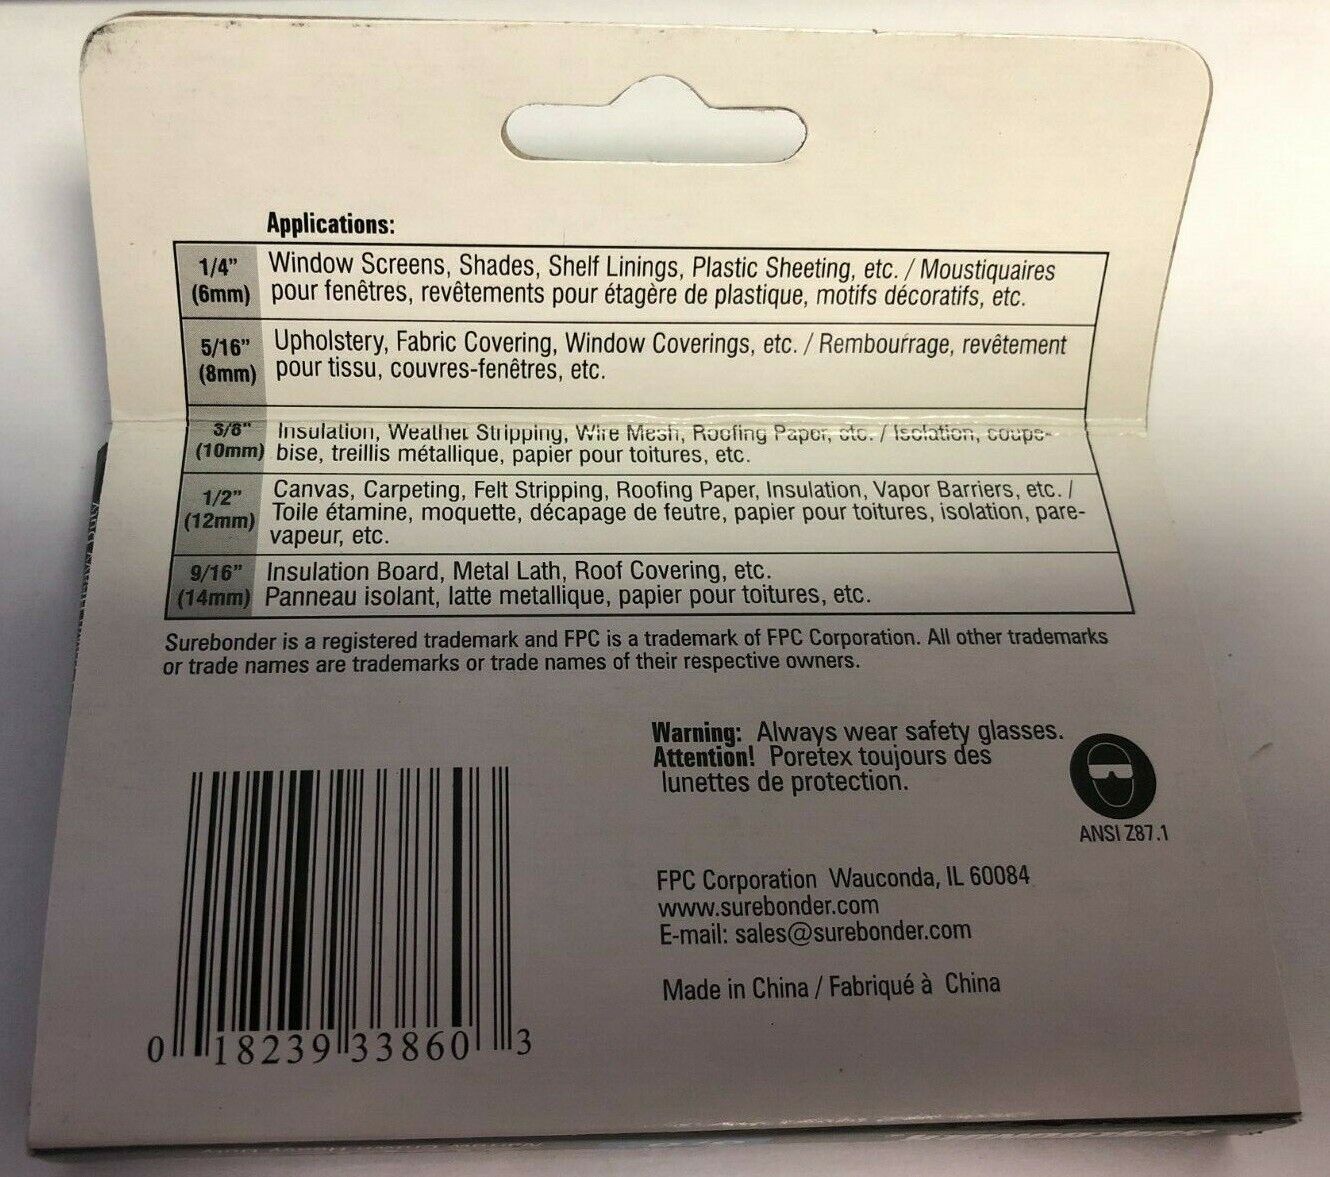 Applications:
1/4" Window Screens, Shades, Shelf Linings, Plastic Sheeting, etc. / Moustiquaires
(6mm) pour fenêtres, revêtements pour étagère de plastique, motifs décoratifs, etc.
5/16" Upholstery, Fabric Covering, Window Coverings, etc. / Rembourrage, revêtement
(8mm) pour tissu, couvres-fenêtres, etc.
3/8" Insulation, Weather Stripping, Wire Mesh, Roofing Paper, etc. / Isolation, coupe-
(10mm) bise, treillis métallique, papier pour toitures, etc.
1/2" Canvas, Carpeting, Felt Stripping, Roofing Paper, Insulation, Vapor Barriers, etc. /
(12mm) Toile étamine, moquette, décapage de feutre, papier pour toitures, isolation, pare-
vapeur, etc.
9/16" Insulation Board, Metal Lath, Roof Covering, etc.
(14mm) Panneau isolant, latte metallique, papier pour toitures, etc.
Surebonder is a registered trademark and FPC is a trademark of FPC Corporation. All other trademarks
or trade names are trademarks or trade names of their respective owners.
Warning: Always wear safety glasses.
Attention! Poretex toujours des
lunettes de protection.
ANSI Z87.1
FPC Corporation Wauconda, IL 60084
www.surebonder.com
E-mail: sales@surebonder.com
Made in China / Fabriqué à China
0 18239 33860 3